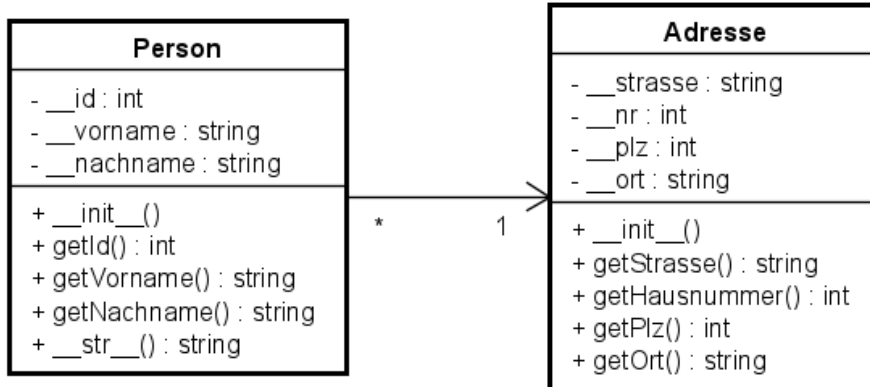 Person
- __id : int
- __vorname : string
- __nachname : string
+ __init__()
+ getId() : int
+ getVorname() : string
+ getNachname() : string
+ __str__() : string
*
1
Adresse
- __strasse : string
- __nr : int
- __plz : int
- __ort : string
+ __init__()
+ getStrasse() : string
+ getHausnummer() : int
+ getPlz() : int
+ getOrt() : string